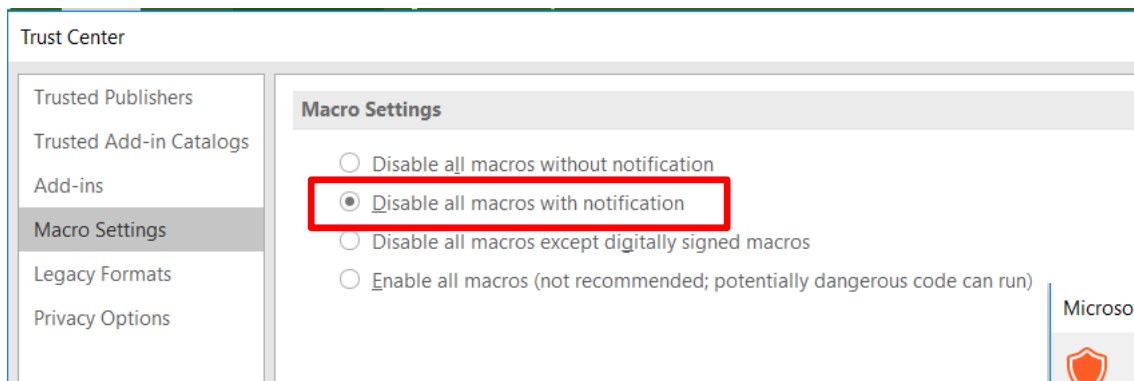 Trust Center
Trusted Publishers
Trusted Add-in Catalogs
Add-ins
Macro Settings
Legacy Formats
Privacy Options
Macro Settings
Disable all macros without notification
Disable all macros with notification
Disable all macros except digitally signed macros
Enable all macros (not recommended; potentially dangerous code can run)
Microso